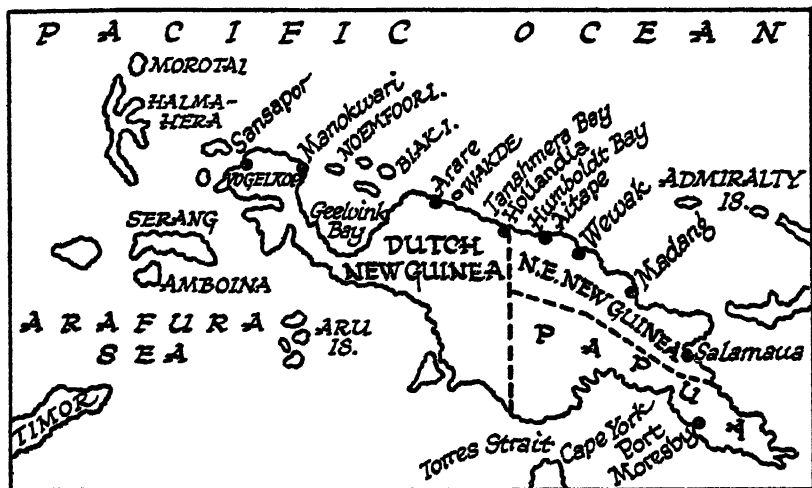 PACIFIC OCEAN
MOROTAI
HALMA-
HERA
Sansapor
Manokwari
NOEMFOOR I.
BIAK I.
Arare
WAKDE
Tanahmera Bay
Hollandia
Humboldt Bay
Aitape
Wewak
ADMIRALTY
IS.
Madang
VOGELKOP
Geelvink
Bay
SERANG
AMBOINA
DUTCH
NEW GUINEA
N.E. NEW GUINEA
ARAFURA
SEA
ARU
IS.
PAPUA
Salamaua
TIMOR
Torres Strait
Cape York
Port
Moresby